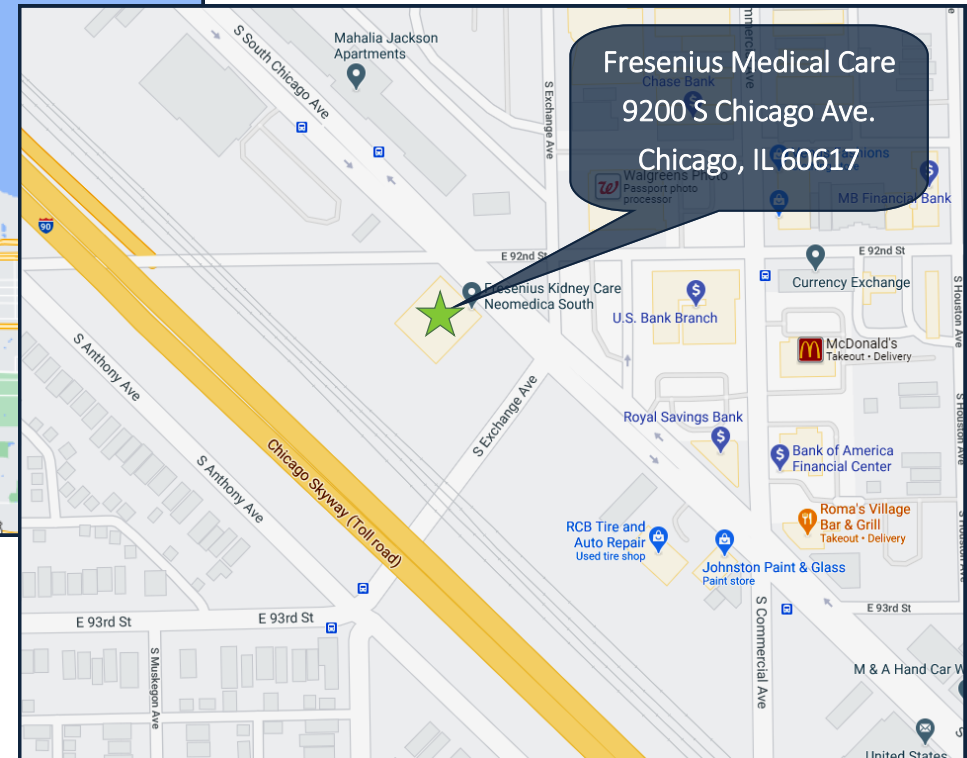 Fresenius Medical Care
9200 S Chicago Ave.
Chicago, IL 60617
Mahalia Jackson
Apartments
S South Chicago Ave
S Exchange Ave
Chase Bank
Walgreens Photo
Passport photo
processor
MB Financial Bank
90
E 92nd St
E 92nd St
Currency Exchange
Fresenius Kidney Care
Neomedica South
U.S. Bank Branch
S Houston Ave
McDonald's
Takeout • Delivery
S Anthony Ave
S Exchange Ave
Royal Savings Bank
S Houston Ave
Bank of America
Financial Center
S Anthony Ave
Chicago Skyway (Toll road)
Roma's Village
Bar & Grill
Takeout • Delivery
RCB Tire and
Auto Repair
Used tire shop
Johnston Paint & Glass
Paint store
E 93rd St
E 93rd St
E 93rd St
S Muskegon Ave
S Commercial Ave
M & A Hand Car W
United States